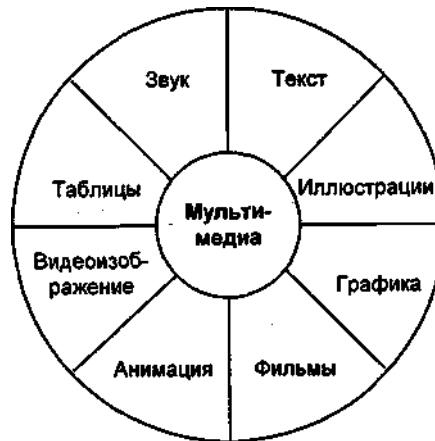 Звук
Текст
Таблицы
Иллюстрации
Мульти-
медиа
Видеоизоб-
ражение
Графика
Анимация
Фильмы